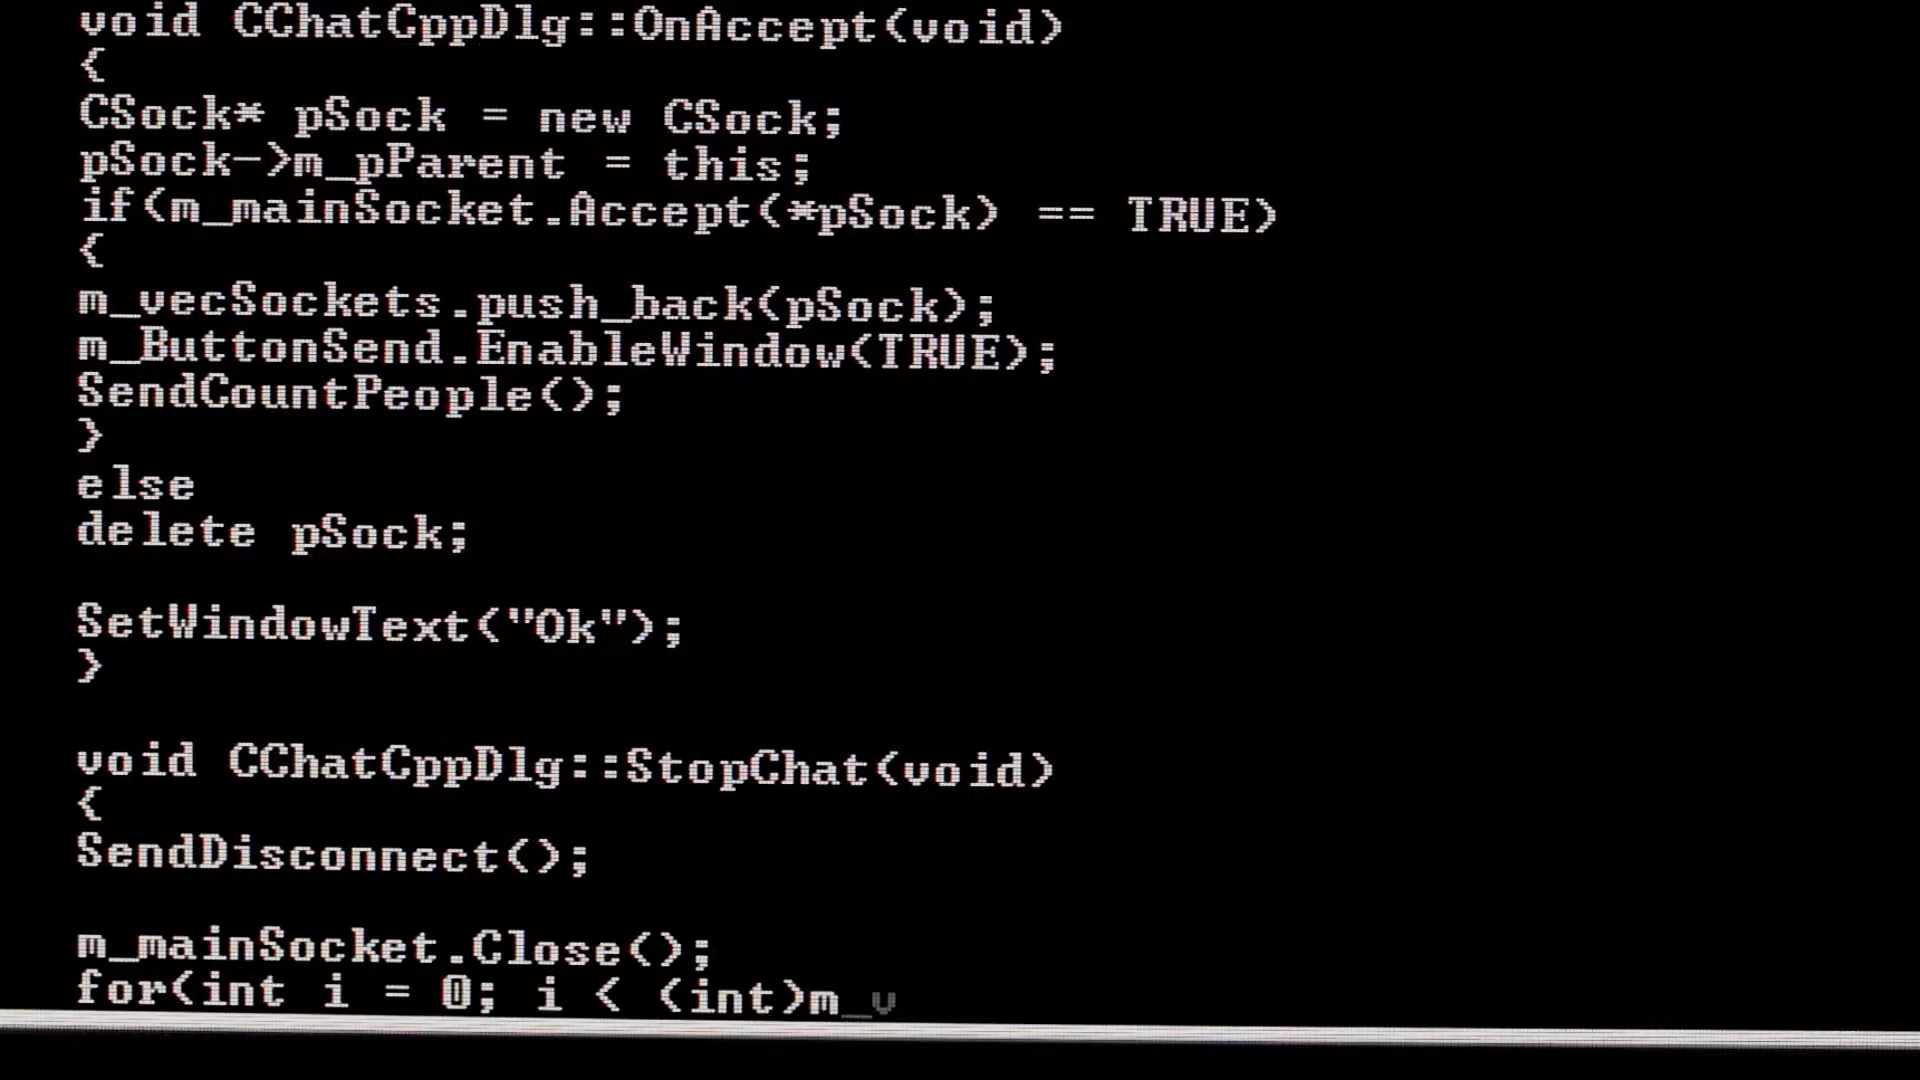 void CChatCppDlg::OnAccept(void)
{
CSock* pSock = new CSock;
pSock->m_pParent = this;
if(m_mainSocket.Accept(*pSock) == TRUE)
{
m_vecSockets.push_back(pSock);
m_ButtonSend.EnableWindow(TRUE);
SendCountPeople();
}
else
delete pSock;
SetWindowText("Ok");
}
void CChatCppDlg::StopChat(void)
{
SendDisconnect();
m_mainSocket.Close();
for(int i = 0; i < (int)m_v